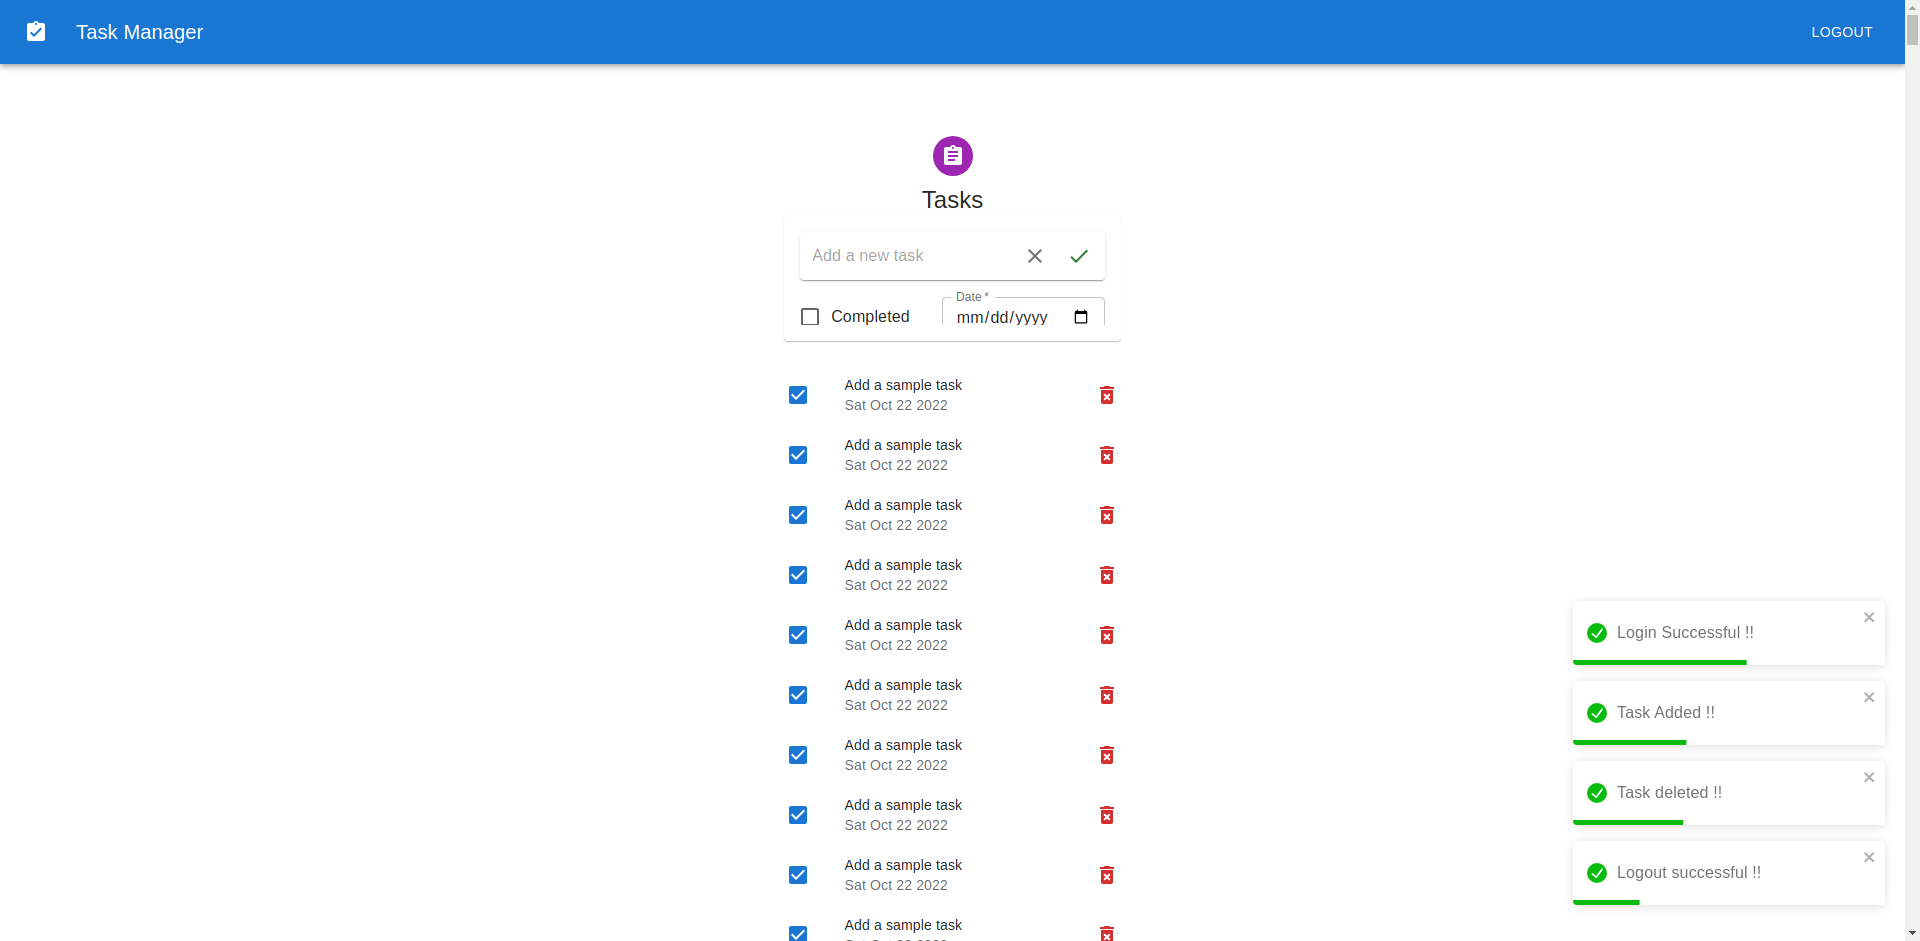 Task Manager
LOGOUT
Tasks
Add a new task
Completed
Date *
mm/dd/yyyy
Add a sample task
Sat Oct 22 2022
Add a sample task
Sat Oct 22 2022
Add a sample task
Sat Oct 22 2022
Add a sample task
Sat Oct 22 2022
Add a sample task
Sat Oct 22 2022
Add a sample task
Sat Oct 22 2022
Add a sample task
Sat Oct 22 2022
Add a sample task
Sat Oct 22 2022
Add a sample task
Sat Oct 22 2022
Add a sample task
Login Successful !!
Task Added !!
Task deleted !!
Logout successful !!